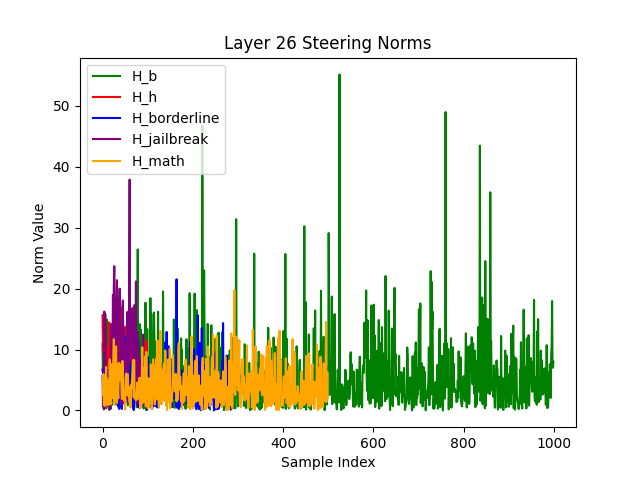 Layer 26 Steering Norms
H_b
H_h
H_borderline
H_jailbreak
H_math
50
40
30
20
10
0
Norm Value
0 200 400 600 800 1000
Sample Index